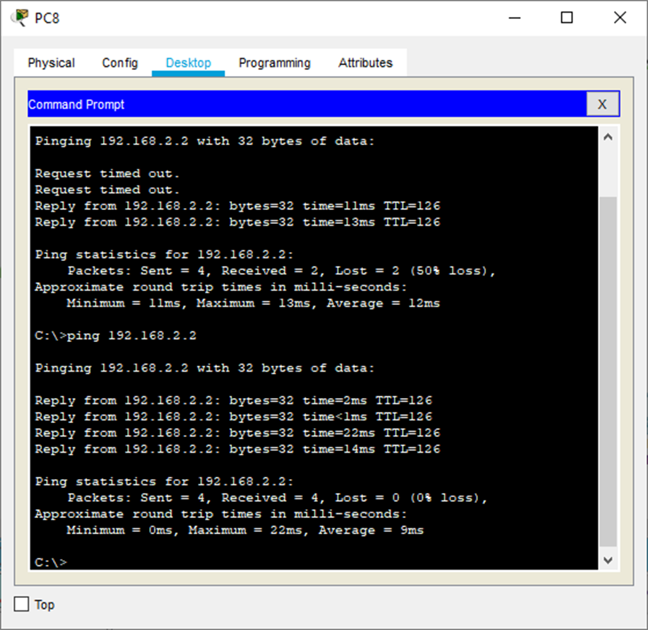 PC8
Physical Config Desktop Programming Attributes
Command Prompt X
Pinging 192.168.2.2 with 32 bytes of data:
Request timed out.
Request timed out.
Reply from 192.168.2.2: bytes=32 time=11ms TTL=126
Reply from 192.168.2.2: bytes=32 time=13ms TTL=126
Ping statistics for 192.168.2.2:
Packets: Sent = 4, Received = 2, Lost = 2 (50% loss),
Approximate round trip times in milli-seconds:
Minimum = 11ms, Maximum = 13ms, Average = 12ms
C:\>ping 192.168.2.2
Pinging 192.168.2.2 with 32 bytes of data:
Reply from 192.168.2.2: bytes=32 time=2ms TTL=126
Reply from 192.168.2.2: bytes=32 time<1ms TTL=126
Reply from 192.168.2.2: bytes=32 time=22ms TTL=126
Reply from 192.168.2.2: bytes=32 time=14ms TTL=126
Ping statistics for 192.168.2.2:
Packets: Sent = 4, Received = 4, Lost = 0 (0% loss),
Approximate round trip times in milli-seconds:
Minimum = 0ms, Maximum = 22ms, Average = 9ms
C:\>
Top